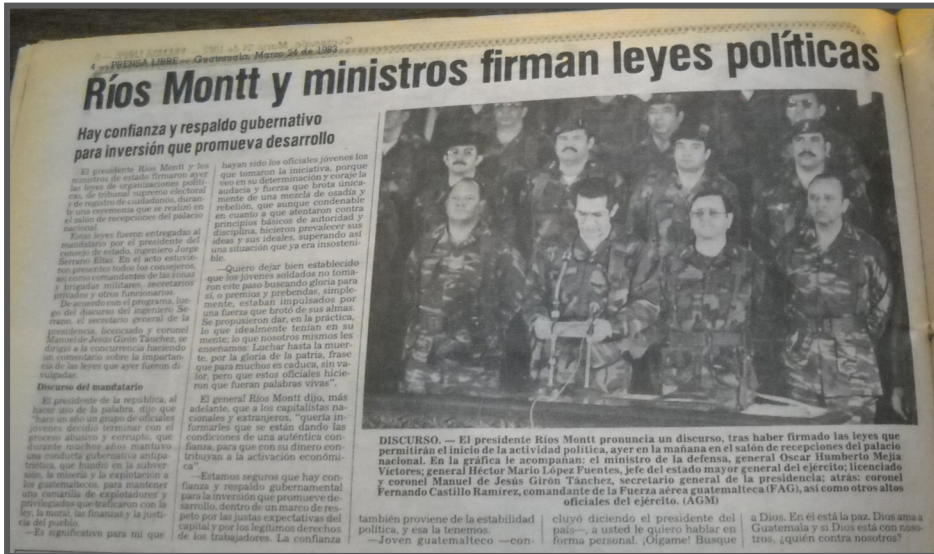 4 — PRENSA LIBRE — Guatemala, Marzo 24 de 1983
Ríos Montt y ministros firman leyes políticas
Hay confianza y respaldo gubernativo
para inversión que promueva desarrollo
El presidente Ríos Montt y los
ministros de estado firmaron ayer
las leyes de organizaciones políti-
cas, de tribunal supremo electoral
y de registro de ciudadanos, duran-
te una ceremonia que se realizó en
el salón de recepciones del palacio
nacional.
Estas leyes fueron entregadas al
mandatario por el presidente del
consejo de estado, ingeniero Jorge
Serrano Elías. En el acto estuvie-
ron presentes todos los consejeros,
así como comandantes de las zonas
y brigadas militares, secretarios
privados y otros funcionarios.
De acuerdo con el programa, lue-
go del discurso del ingeniero Se-
rrano, el secretario general de la
presidencia, licenciado y coronel
Manuel de Jesús Girón Tánchez, se
dirigió a la concurrencia haciendo
un comentario sobre la importan-
cia de las leyes que ayer fueron di-
vulgadas.
Discurso del mandatario
El presidente de la república, al
hacer uso de la palabra, dijo que
"hace un año un grupo de oficiales
jóvenes decidió terminar con el
proceso abusivo y corrupto, que
durante muchos años mantuvo
una conducta gubernativa antipa-
triótica, que hundió en la subver-
sión, la miseria y la explotación a
los guatemaltecos, para mantener
una camarilla de explotadores y
privilegiados que traficaron con la
ley, la moral, las finanzas y la justi-
cia del pueblo.
—Es significativo para mí que
hayan sido los oficiales jóvenes los
que tomaron la iniciativa, porque
veo en su determinación y coraje la
audacia y fuerza que brota única-
mente de una mezcla de osadía y
rebelión, que aunque condenable
en cuanto a que atentaron contra
principios básicos de autoridad y
disciplina, hicieron prevalecer sus
ideas y sus ideales, superando así
una situación que ya era insosteni-
ble.
—Quiero dejar bien establecido
que los jóvenes soldados no toma-
ron este paso buscando gloria para
sí, o premios y prebendas, simple-
mente, estaban impulsados por
una fuerza que brotó de sus almas.
Se propusieron dar, en la práctica,
lo que idealmente tenían en su
mente; lo que nosotros mismos les
enseñamos: Luchar hasta la muer-
te, por la gloria de la patria, frase
que para muchos es caduca, sin va-
lor, pero que estos oficiales hicie-
ron que fueran palabras vivas".
El general Ríos Montt dijo, más
adelante, que a los capitalistas na-
cionales y extranjeros, "quería in-
formarles que se están dando las
condiciones de una auténtica con-
fianza, para que con su dinero con-
tribuyan a la activación económi-
ca"
—Estamos seguros que hay con-
fianza y respaldo gubernamental
para la inversión que promueve de-
sarrollo, dentro de un marco de res-
peto por las justas expectativas del
capital y por los legítimos derechos
de los trabajadores. La confianza
DISCURSO. — El presidente Ríos Montt pronuncia un discurso, tras haber firmado las leyes que
permitirán el inicio de la actividad política, ayer en la mañana en el salón de recepciones del palacio
nacional. En la gráfica le acompañan; el ministro de la defensa, general Oscar Humberto Mejía
Víctores; general Héctor Mario López Fuentes, jefe del estado mayor general del ejército; licenciado
y coronel Manuel de Jesús Girón Tánchez, secretario general de la presidencia; atrás: coronel
Fernando Castillo Ramírez, comandante de la Fuerza aérea guatemalteca (FAG), así como otros altos
oficiales del ejército. (AGM)
también proviene de la estabilidad
política, y esa la tenemos.
—Joven guatemalteco —con-
cluyó diciendo el presidente del
país—, a usted le quiero hablar en
forma personal. ¡Oígame! Busque
a Dios. En él está la paz. Dios ama a
Guatemala y si Dios está con noso-
tros, ¿quién contra nosotros?